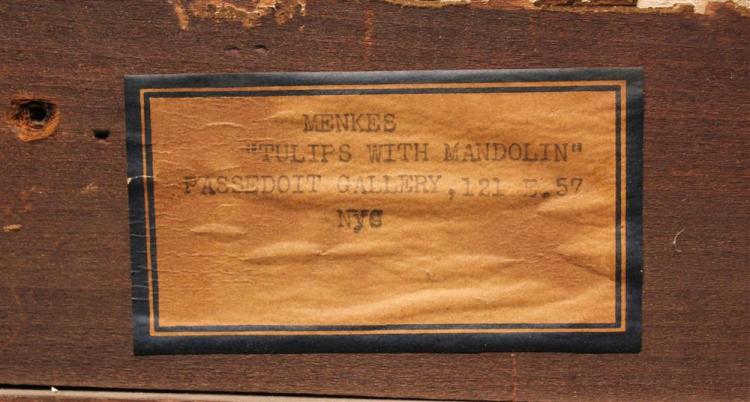 MENKES
"TULIPS WITH MANDOLIN"
PASSEDOIT GALLERY, 121 E.57
NYC